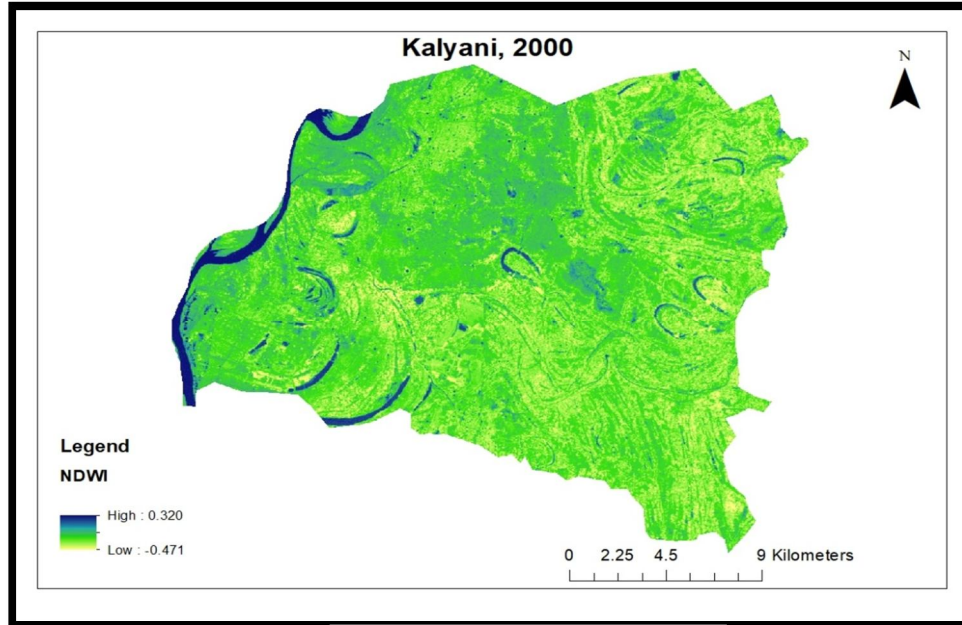 Kalyani, 2000
N
Legend
NDWI
High : 0.320
Low : -0.471
0 2.25 4.5 9 Kilometers